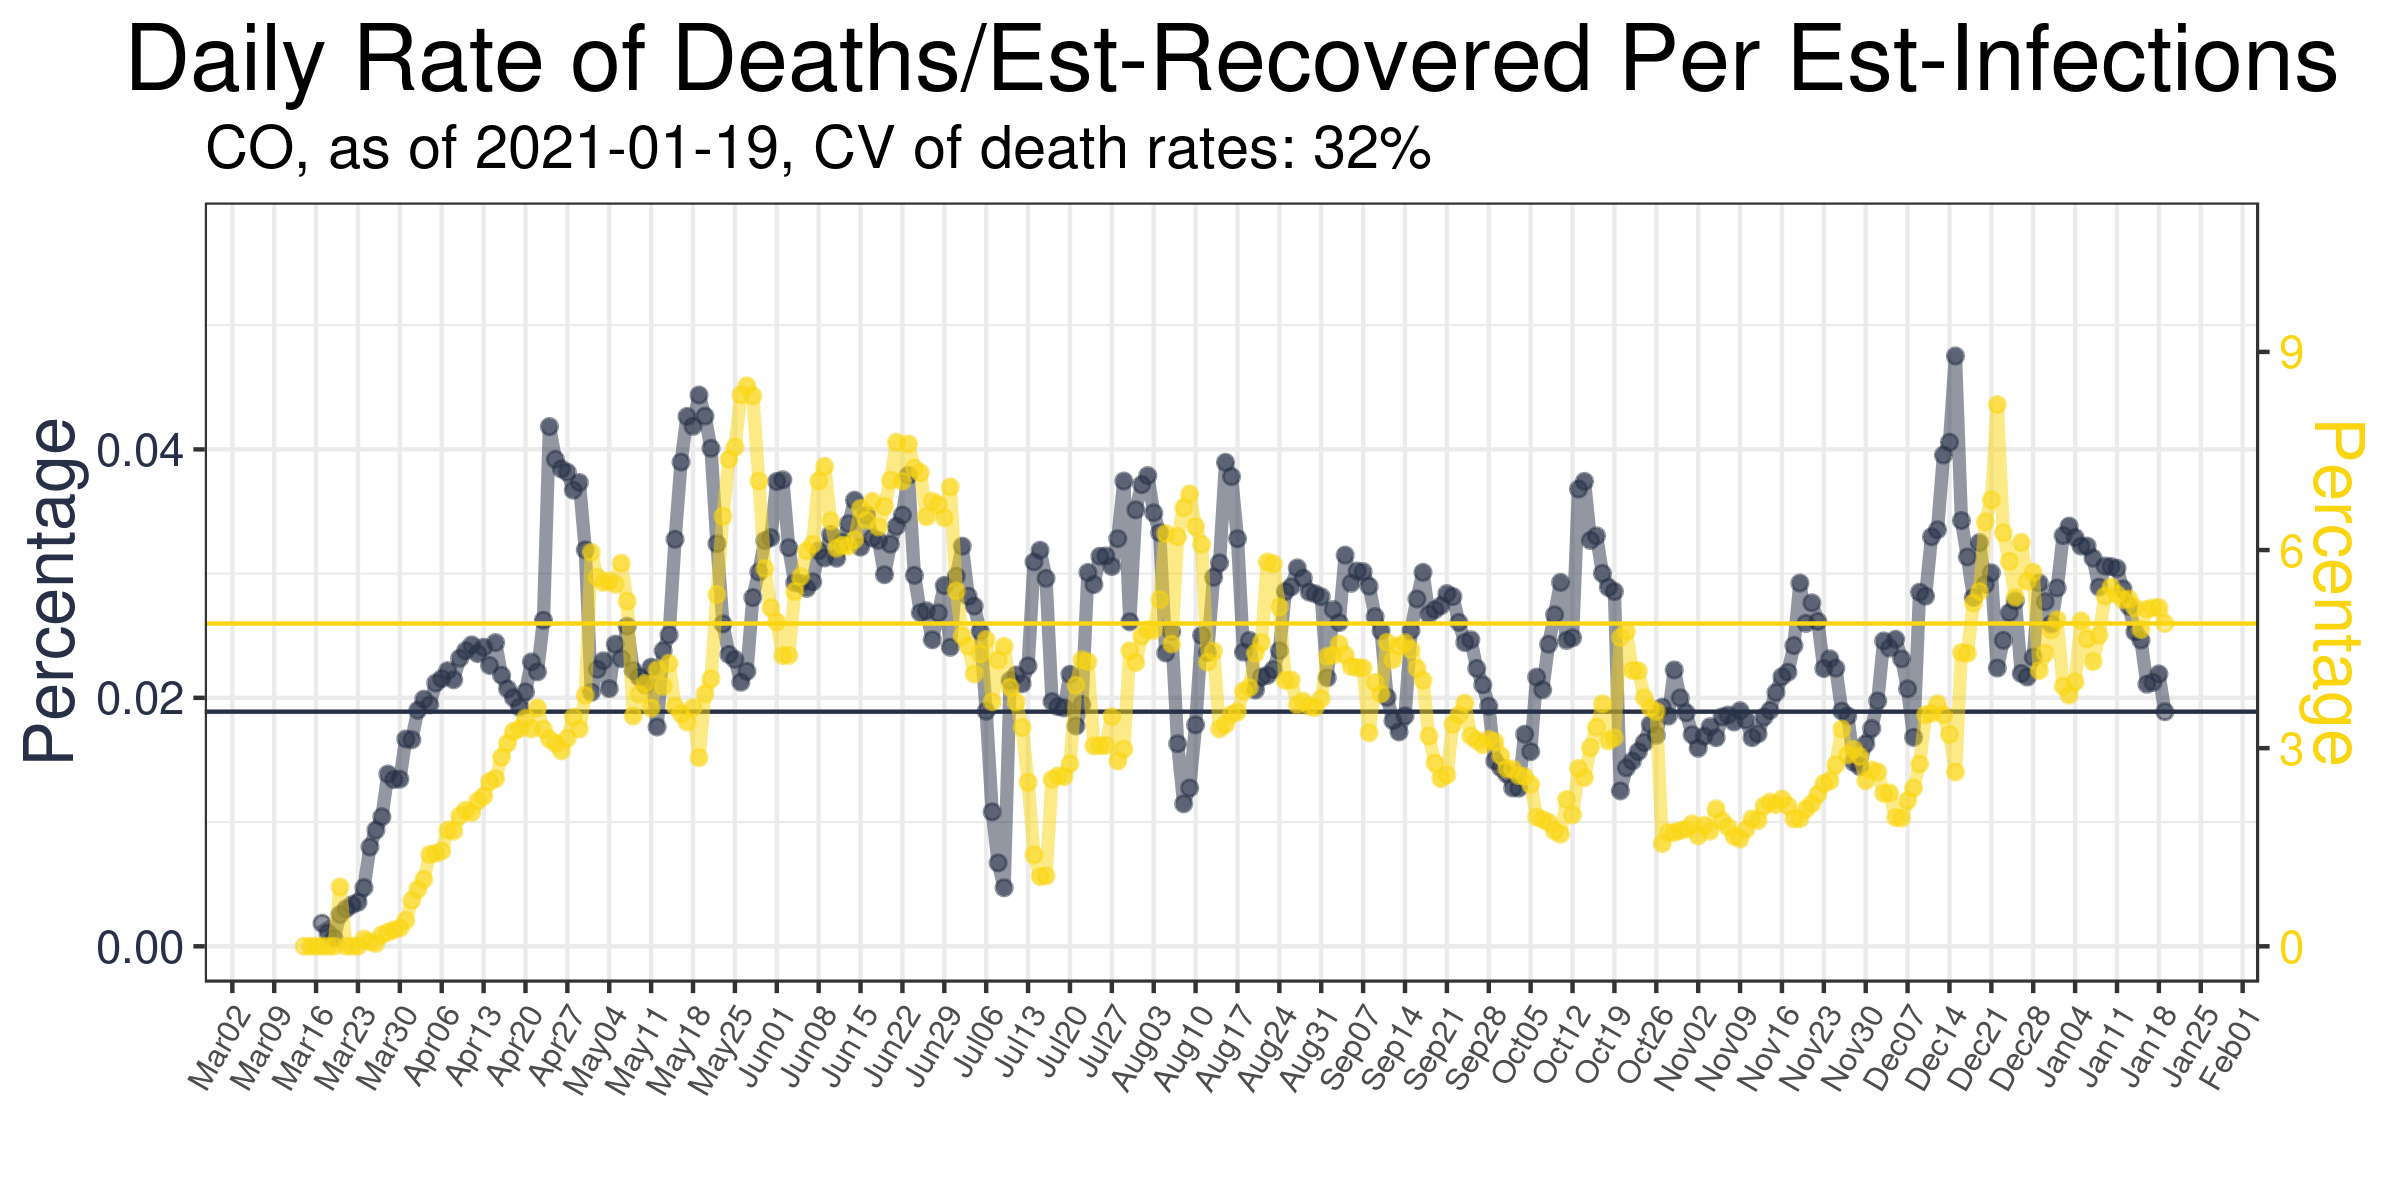 Daily Rate of Deaths/Est-Recovered Per Est-Infections
CO, as of 2021-01-19, CV of death rates: 32%
Percentage
0.04
0.02
0.00
9
6
3
0
Percentage
Mar02
Mar09
Mar16
Mar23
Mar30
Apr06
Apr13
Apr20
Apr27
May04
May11
May18
May25
Jun01
Jun08
Jun15
Jun22
Jun29
Jul06
Jul13
Jul20
Jul27
Aug03
Aug10
Aug17
Aug24
Aug31
Sep07
Sep14
Sep21
Sep28
Oct05
Oct12
Oct19
Oct26
Nov02
Nov09
Nov16
Nov23
Nov30
Dec07
Dec14
Dec21
Dec28
Jan04
Jan11
Jan18
Jan25
Feb01